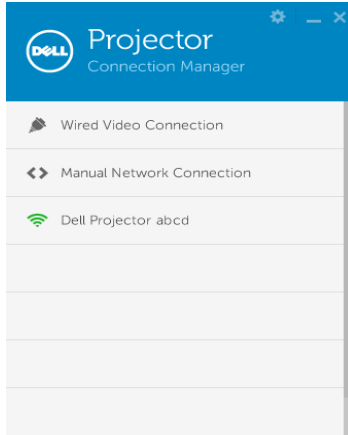 DELL
Projector
Connection Manager
Wired Video Connection
Manual Network Connection
Dell Projector abcd